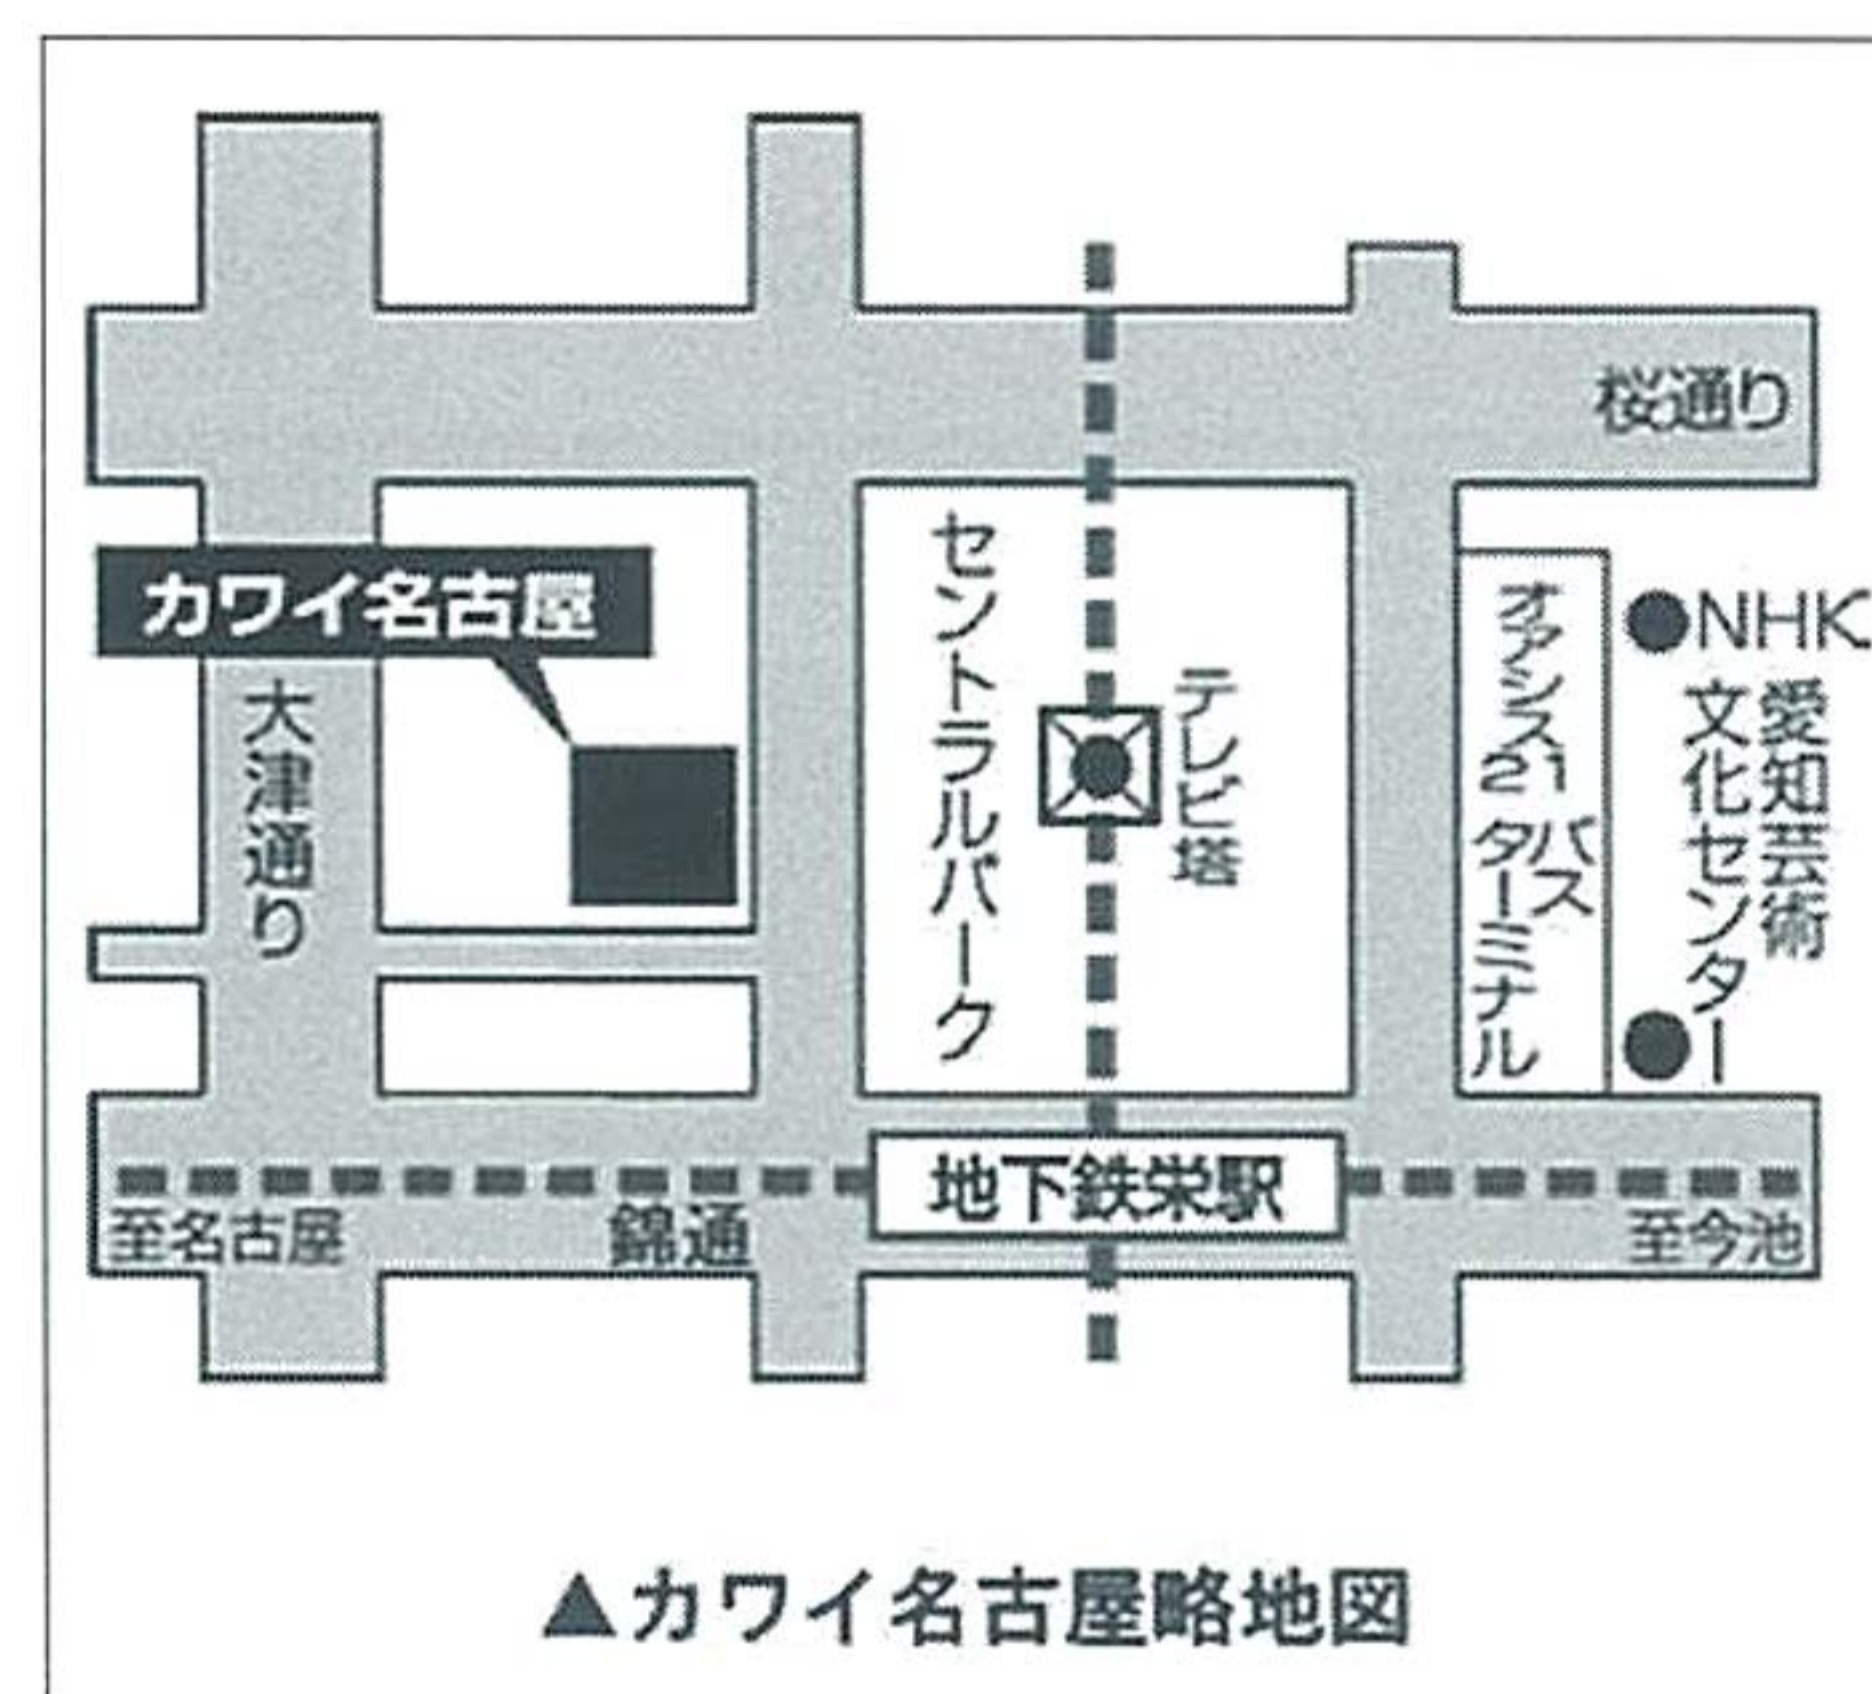 桜通り
カワイ名古屋
大津通り
セントラルパーク
テレビ塔
オアシス21 バス
ターミナル
NHK
愛知芸術
文化センター
地下鉄栄駅
至名古屋
錦通
至今池
▲カワイ名古屋略地図